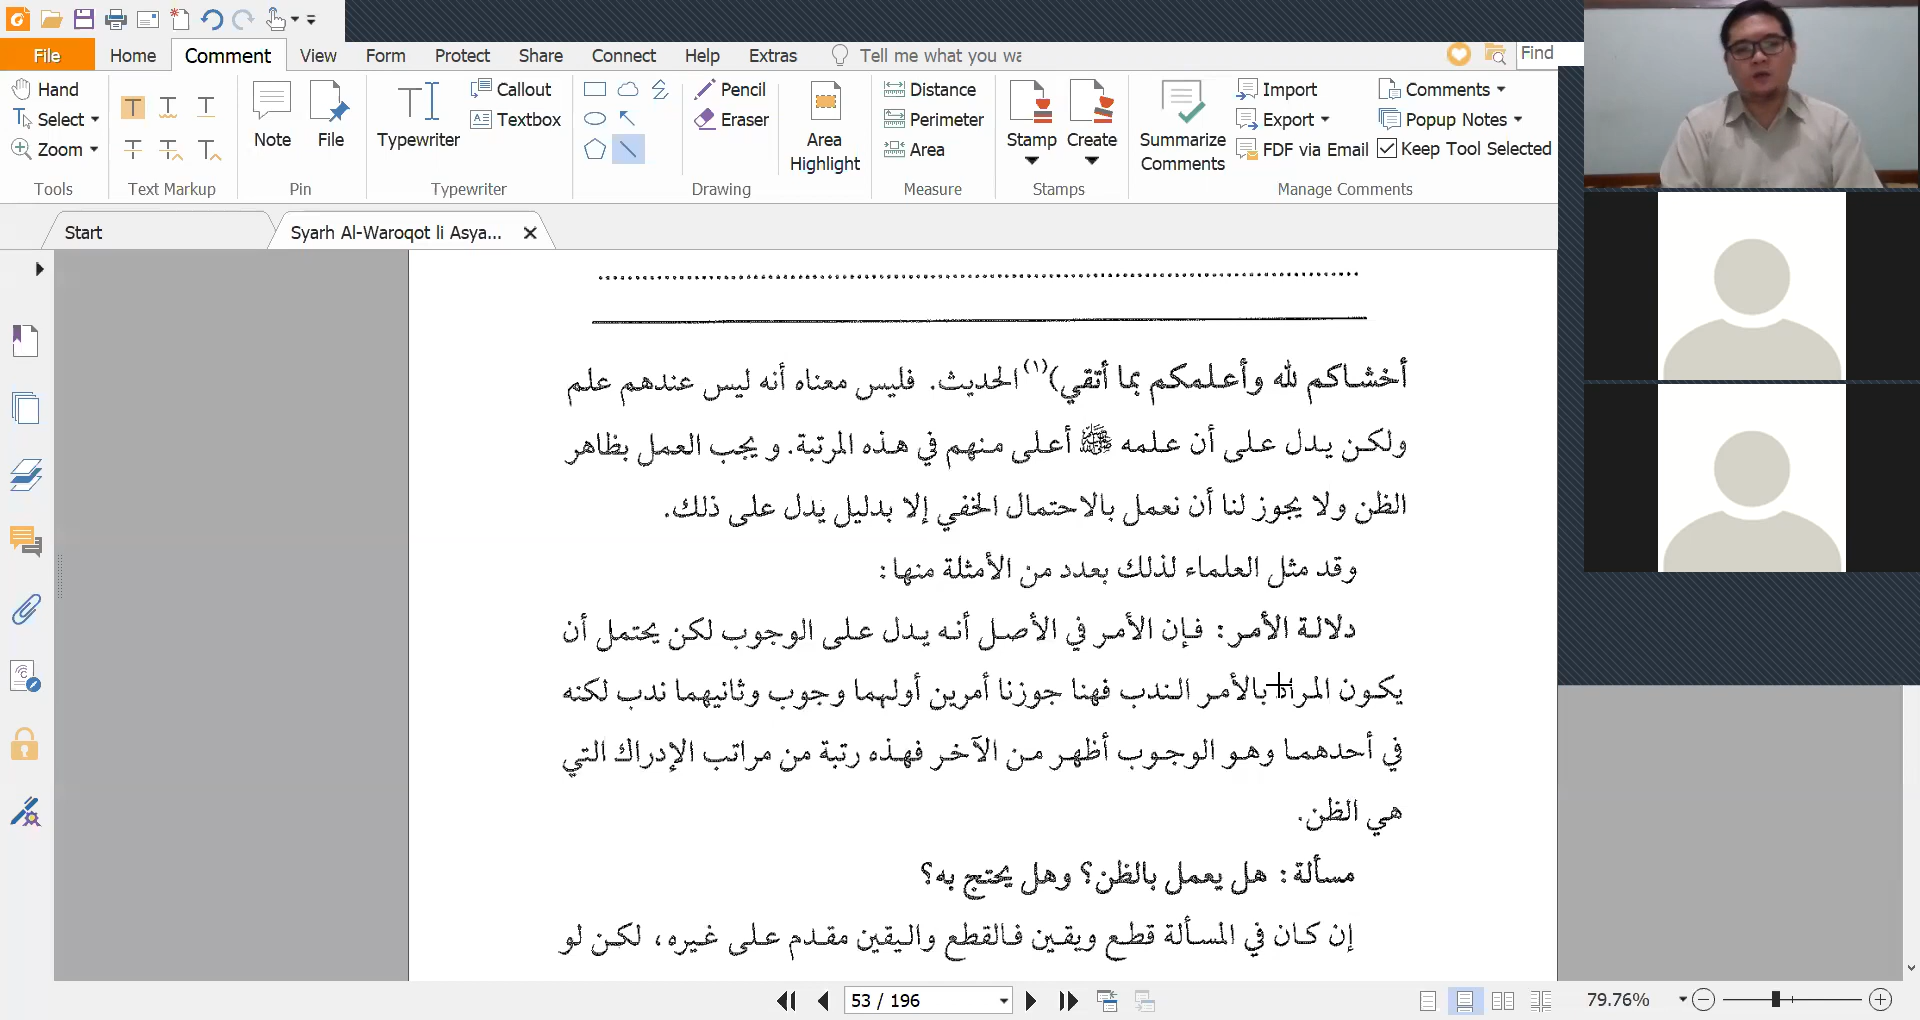 File
Home
Comment
View
Form
Protect
Share
Connect
Help
Extras
Tell me what you wa
Find
Hand
Select
Zoom
Tools
Text Markup
Note
File
Pin
Typewriter
Callout
Textbox
Typewriter
Pencil
Eraser
Area
Highlight
Drawing
Distance
Perimeter
Area
Measure
Stamp
Create
Stamps
Summarize
Comments
Import
Export
FDF via Email
Comments
Popup Notes
Keep Tool Selected
Manage Comments
Start
Syarh Al-Waroqot li Asya...
أخشاكم لله وأعلمكم بما أتقي)(١) الحديث. فليس معناه أنه ليس عندهم علم
ولكن يدل على أن علمه ﷺ أعلى منهم في هذه المرتبة. و يجب العمل بظاهر
الظن ولا يجوز لنا أن نعمل بالاحتمال الخفي إلا بدليل يدل على ذلك.
وقد مثل العلماء لذلك بعدد من الأمثلة منها:
دلالة الأمر: فإن الأمر في الأصل أنه يدل على الوجوب لكن يحتمل أن
يكون المراد بالأمر الندب فهنا جوزنا أمرين أولهما وجوب وثانيهما ندب لكنه
في أحدهما وهو الوجوب أظهر من الآخر فهذه رتبة من مراتب الإدراك التي
هي الظن.
مسألة: هل يعمل بالظن؟ وهل يحتج به؟
إن كان في المسألة قطع ويقين فالقطع واليقين مقدم على غيره، لكن لو
53 / 196
79.76%